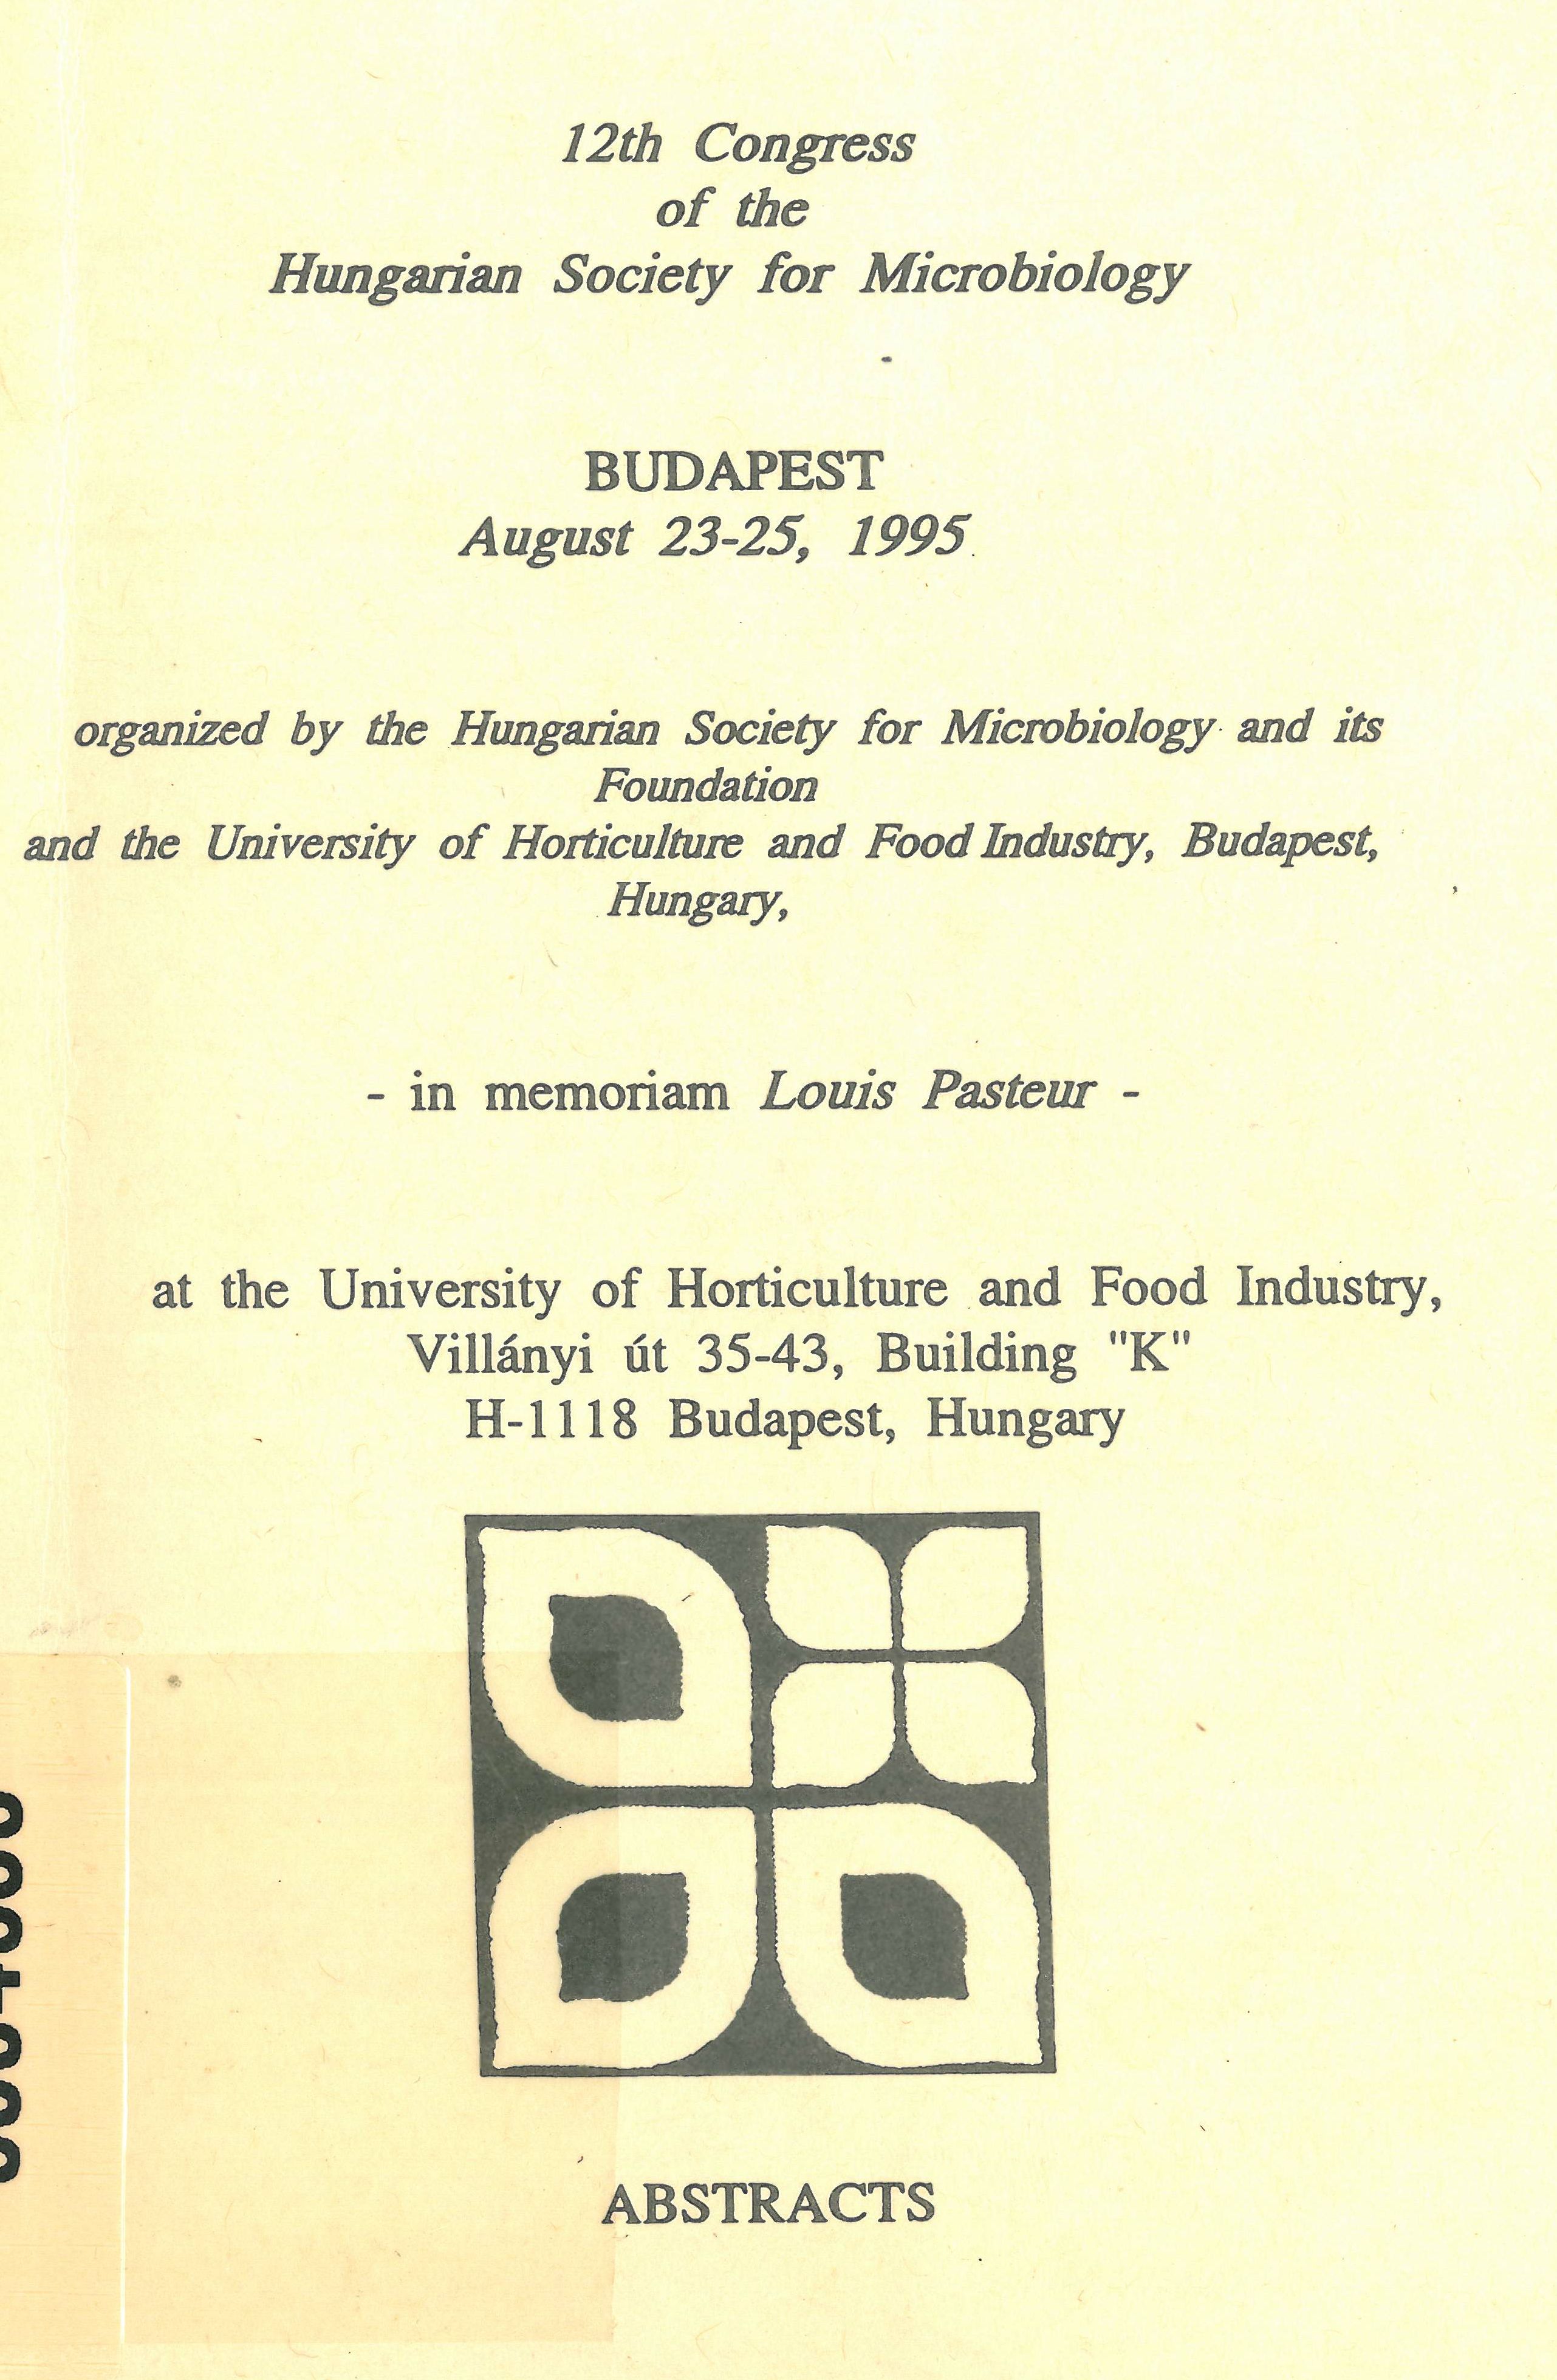 12th Congress
of the
Hungarian Society for Microbiology
BUDAPEST
August 23-25, 1995
organized by the Hungarian Society for Microbiology and its
Foundation
and the University of Horticulture and Food Industry, Budapest,
Hungary,
- in memoriam Louis Pasteur -
at the University of Horticulture and Food Industry,
Villányi út 35-43, Building "K"
H-1118 Budapest, Hungary
ABSTRACTS